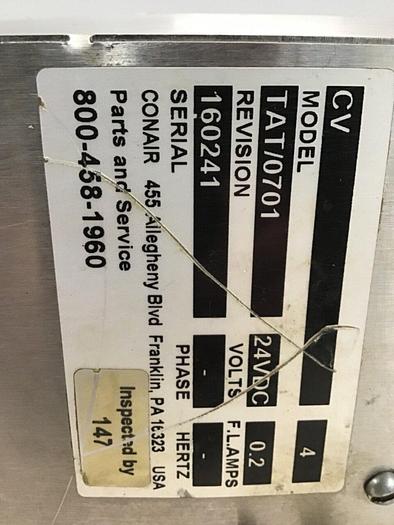 CV 4
MODEL
TAT/0701 24VDC 0.2
REVISION VOLTS F.L.AMPS
160241 - -
SERIAL PHASE HERTZ
CONAIR 455 Allegheny Blvd Franklin, PA 16323 USA
Parts and Service
800-458-1960
Inspected by
147